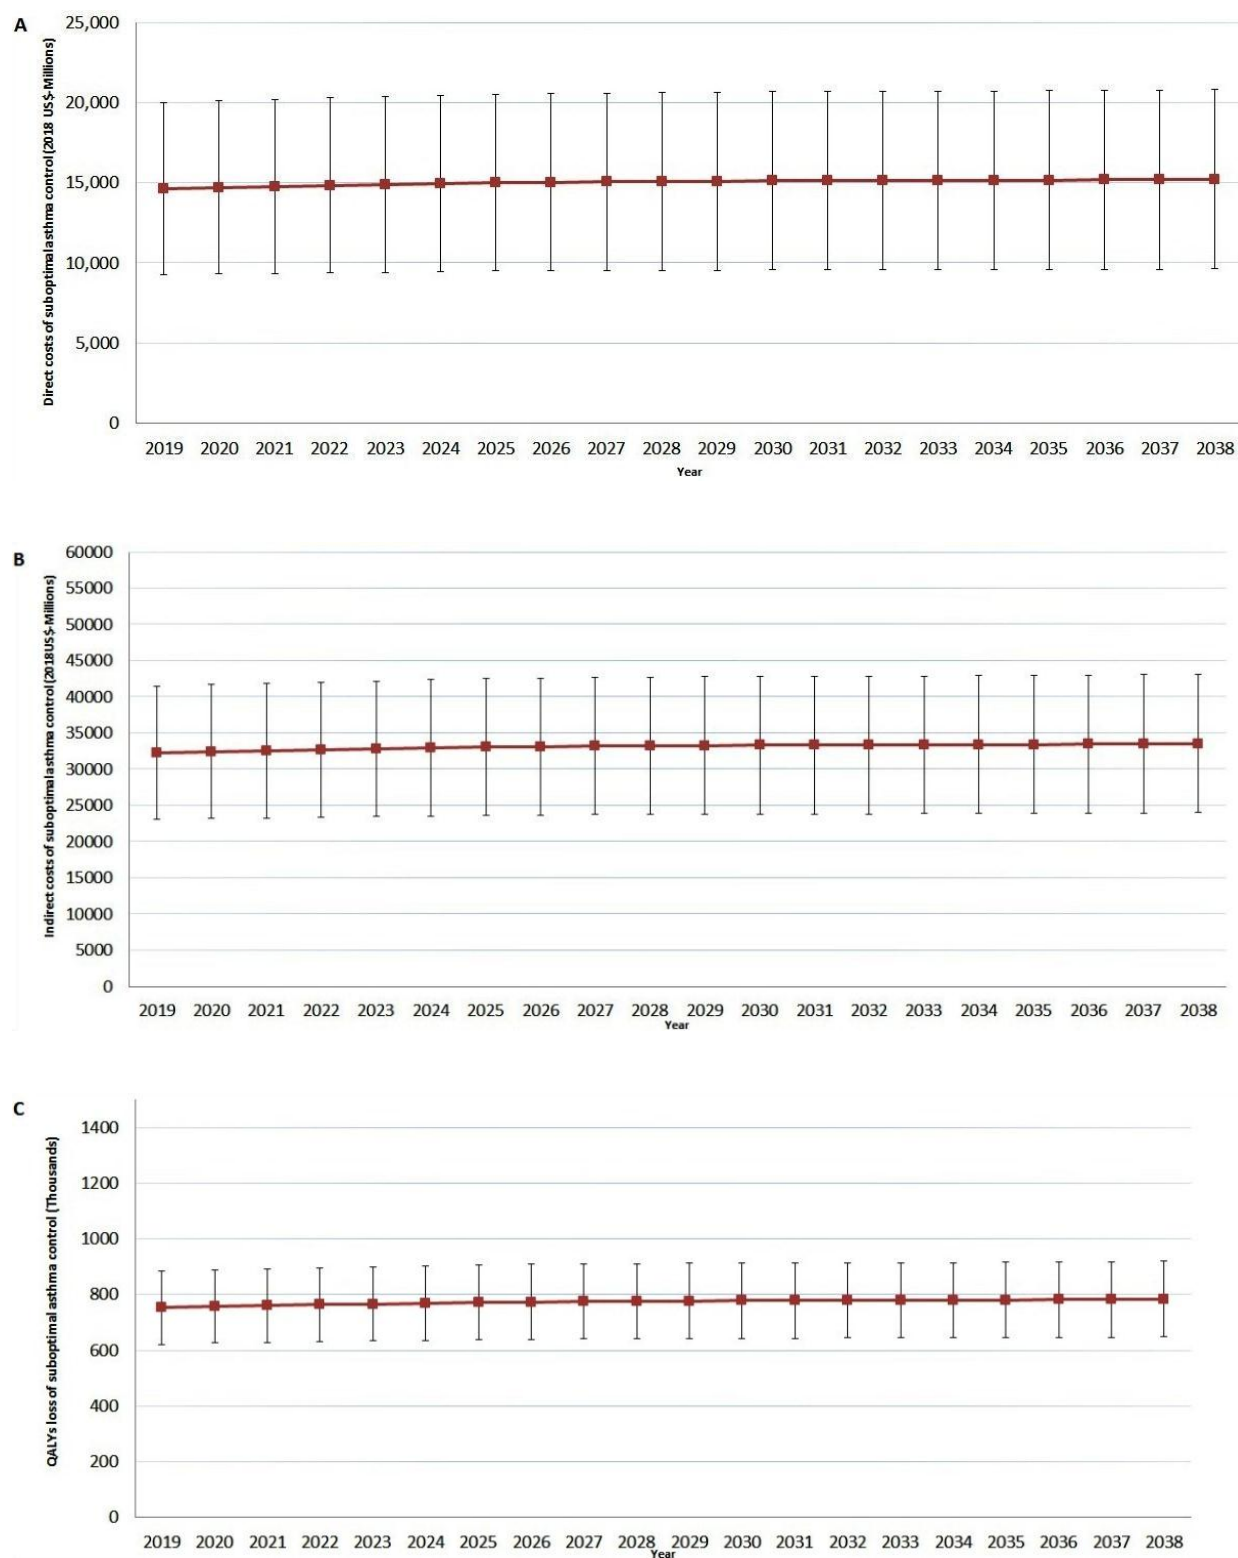 A
Direct costs of suboptimal asthma control (2018 US$-Millions)
25,000
20,000
15,000
10,000
5,000
0
2019 2020 2021 2022 2023 2024 2025 2026 2027 2028 2029 2030 2031 2032 2033 2034 2035 2036 2037 2038
Year
B
Indirect costs of suboptimal asthma control (2018US$-Millions)
60000
55000
50000
45000
40000
35000
30000
25000
20000
15000
10000
5000
0
2019 2020 2021 2022 2023 2024 2025 2026 2027 2028 2029 2030 2031 2032 2033 2034 2035 2036 2037 2038
Year
C
QALYs loss of suboptimal asthma control (Thousands)
1400
1200
1000
800
600
400
200
0
2019 2020 2021 2022 2023 2024 2025 2026 2027 2028 2029 2030 2031 2032 2033 2034 2035 2036 2037 2038
Year